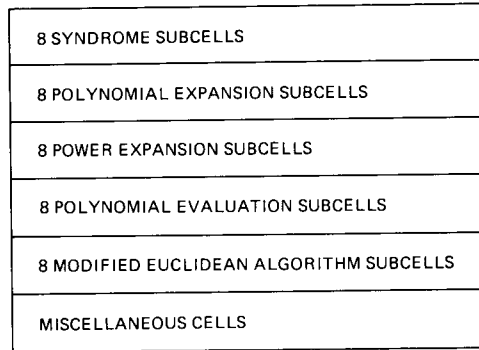 8 SYNDROME SUBCELLS
8 POLYNOMIAL EXPANSION SUBCELLS
8 POWER EXPANSION SUBCELLS
8 POLYNOMIAL EVALUATION SUBCELLS
8 MODIFIED EUCLIDEAN ALGORITHM SUBCELLS
MISCELLANEOUS CELLS